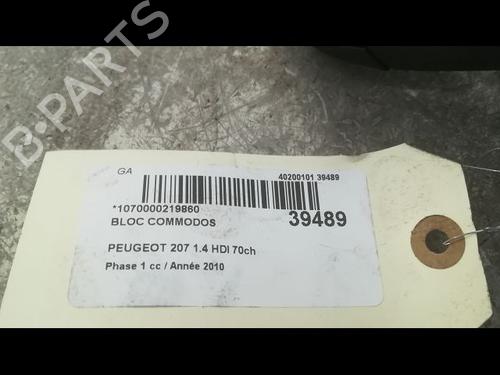 B-PARTS
GA
40200101 39489
*1070000219860
39489
BLOC COMMODOS
PEUGEOT 207 1.4 HDI 70ch
Phase 1 cc / Année 2010